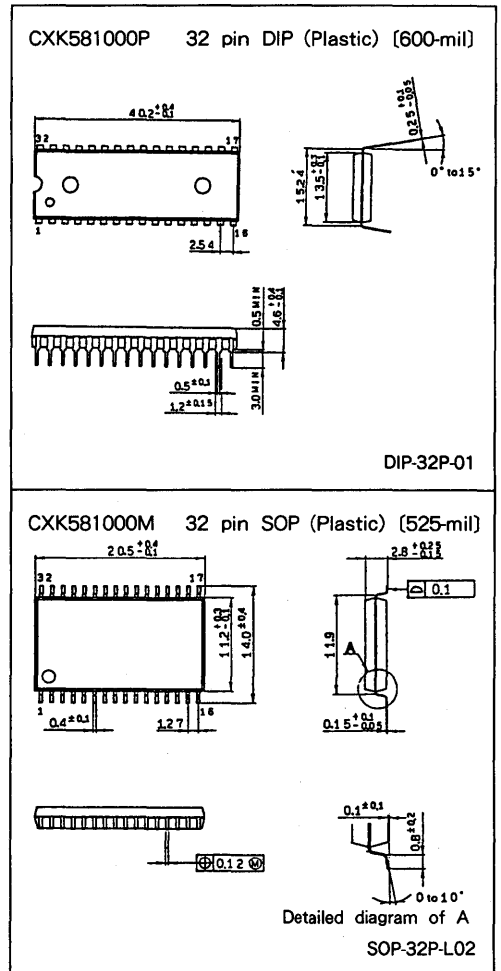 CXK581000P 32 pin DIP (Plastic) [600-mil]
40.2 +0.4 -0.1
32 17
1 16
2.54
0.25 +0.1 -0.05
0° to 15°
15.24
13.5 +0.3 -0.1
0.5 MIN
4.6 +0.4 -0.1
3.0 MIN
0.5 ±0.1
1.2 ±0.15
DIP-32P-01
CXK581000M 32 pin SOP (Plastic) [525-mil]
20.5 +0.4 -0.1
32 17
1 16
11.2 +0.3 -0.1
14.0 ±0.4
0.4 ±0.1
1.27
2.8 +0.25 -0.15
0.1
11.9
A
0.15 +0.1 -0.05
0.12 Ⓜ
0.1 ±0.1
0.8 ±0.2
0 to 10°
Detailed diagram of A
SOP-32P-L02